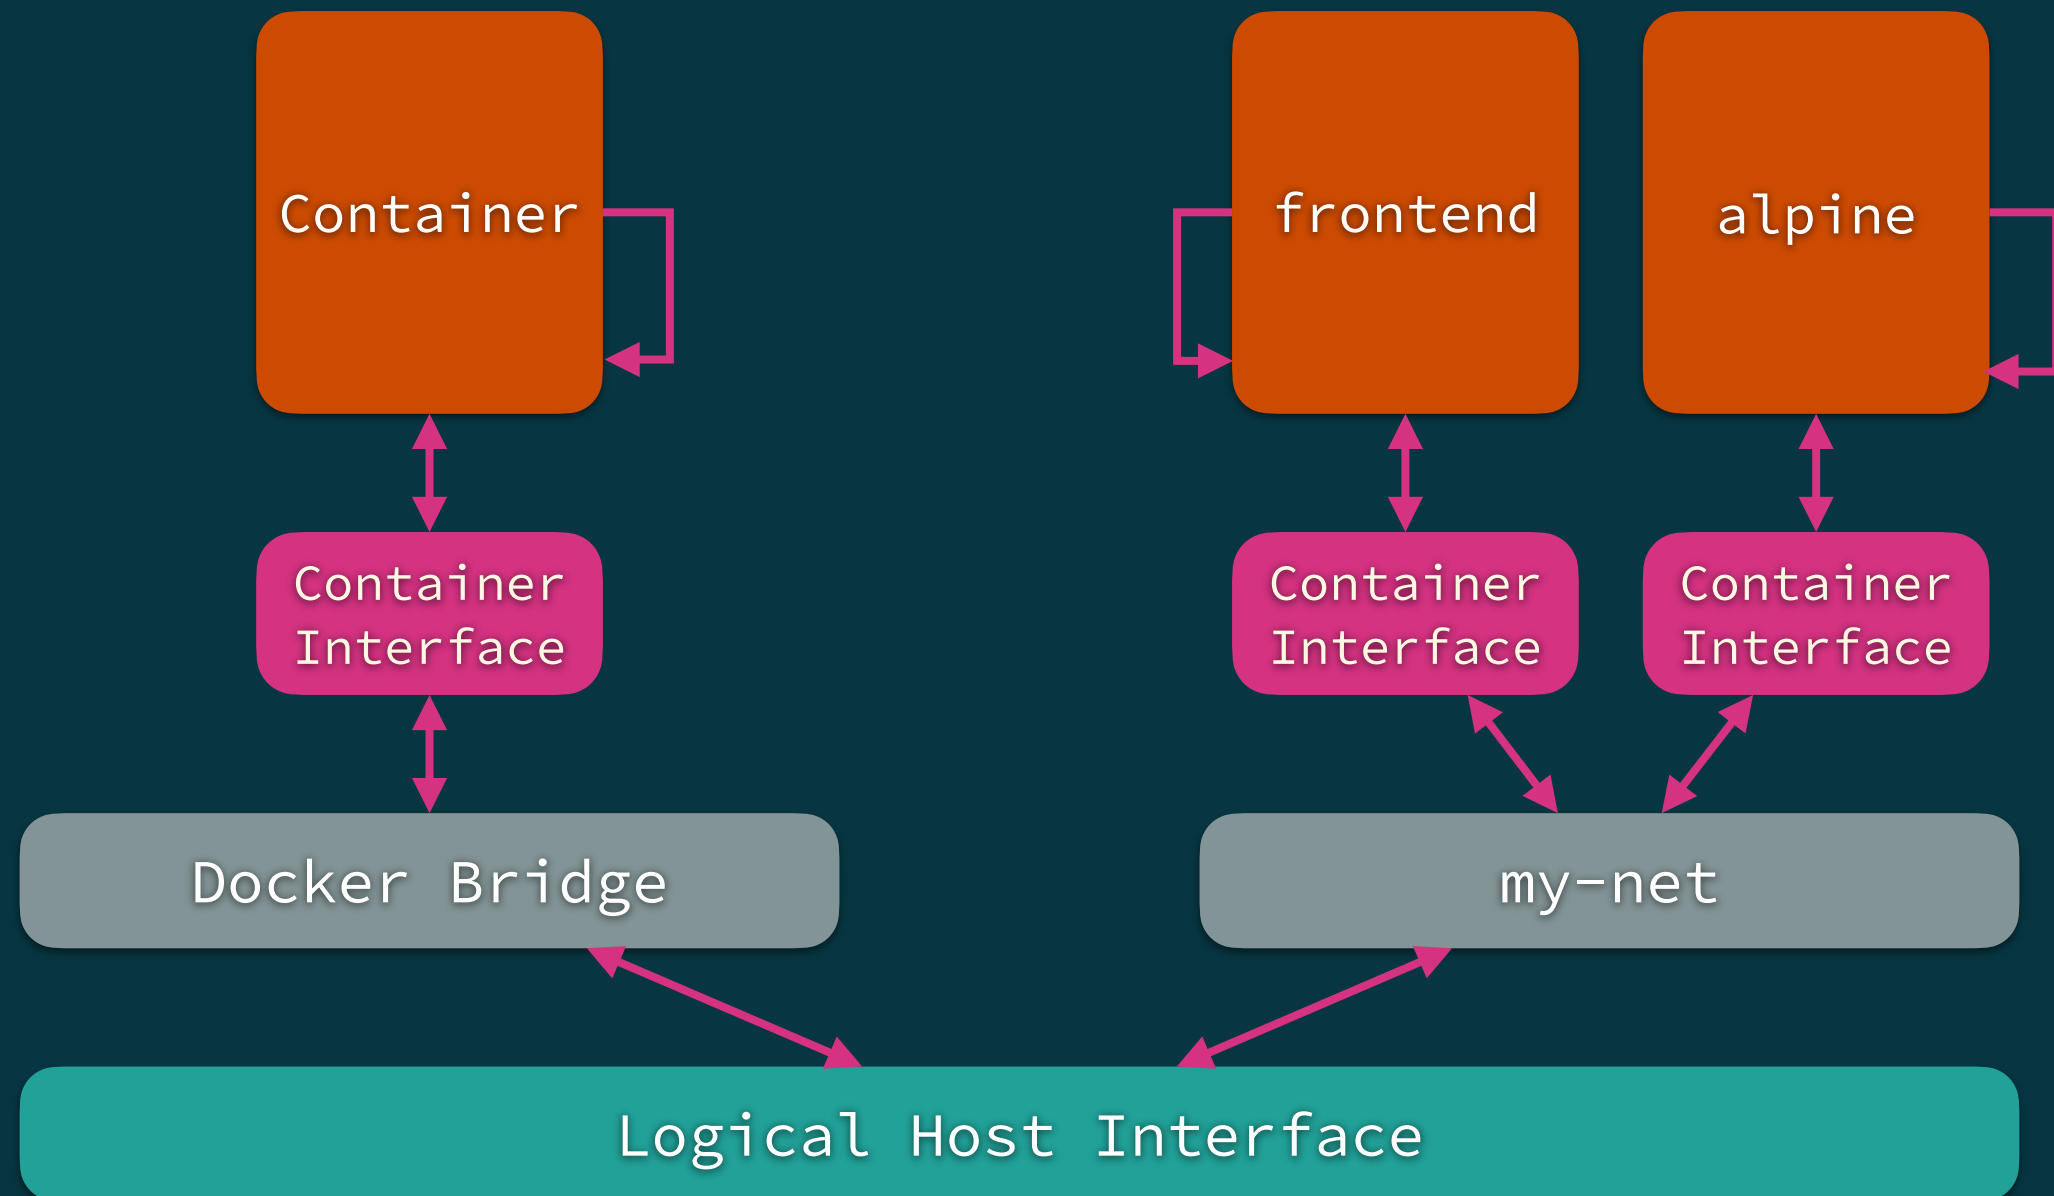 Container
frontend
alpine
Container
Interface
Container
Interface
Container
Interface
Docker Bridge
my-net
Logical Host Interface